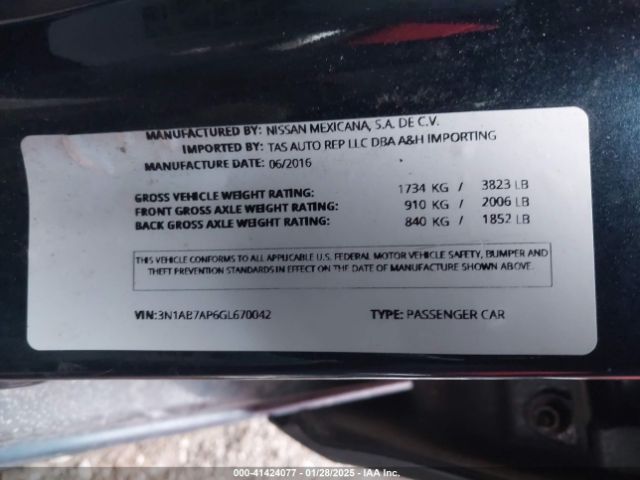 MANUFACTURED BY: NISSAN MEXICANA, S.A. DE C.V.
IMPORTED BY: TAS AUTO REP LLC DBA A&H IMPORTING
MANUFACTURE DATE: 06/2016
GROSS VEHICLE WEIGHT RATING: 1734 KG / 3823 LB
FRONT GROSS AXLE WEIGHT RATING: 910 KG / 2006 LB
BACK GROSS AXLE WEIGHT RATING: 840 KG / 1852 LB
THIS VEHICLE CONFORMS TO ALL APPLICABLE U.S. FEDERAL MOTOR VEHICLE SAFETY, BUMPER AND
THEFT PREVENTION STANDARDS IN EFFECT ON THE DATE OF MANUFACTURE SHOWN ABOVE.
VIN:3N1AB7AP6GL670042 TYPE: PASSENGER CAR
000-41424077 - 01/28/2025 - IAA Inc.